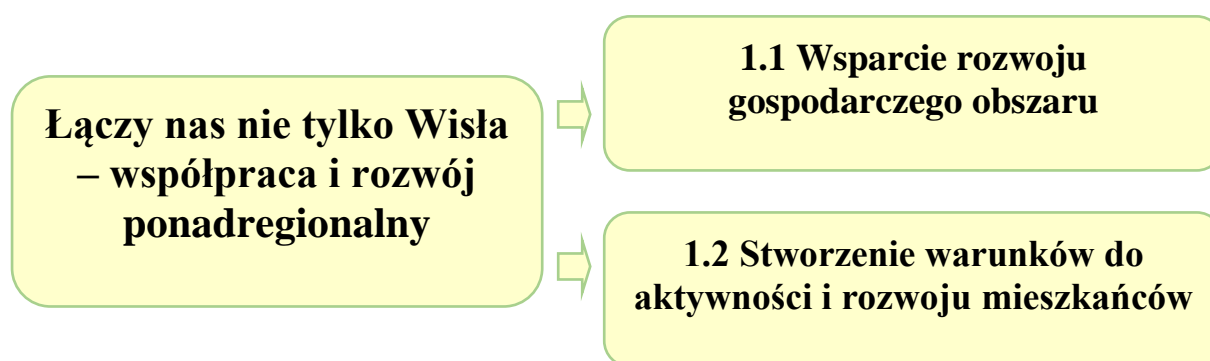 Łączy nas nie tylko Wisła
– współpraca i rozwój
ponadregionalny
1.1 Wsparcie rozwoju
gospodarczego obszaru
1.2 Stworzenie warunków do
aktywności i rozwoju mieszkańców